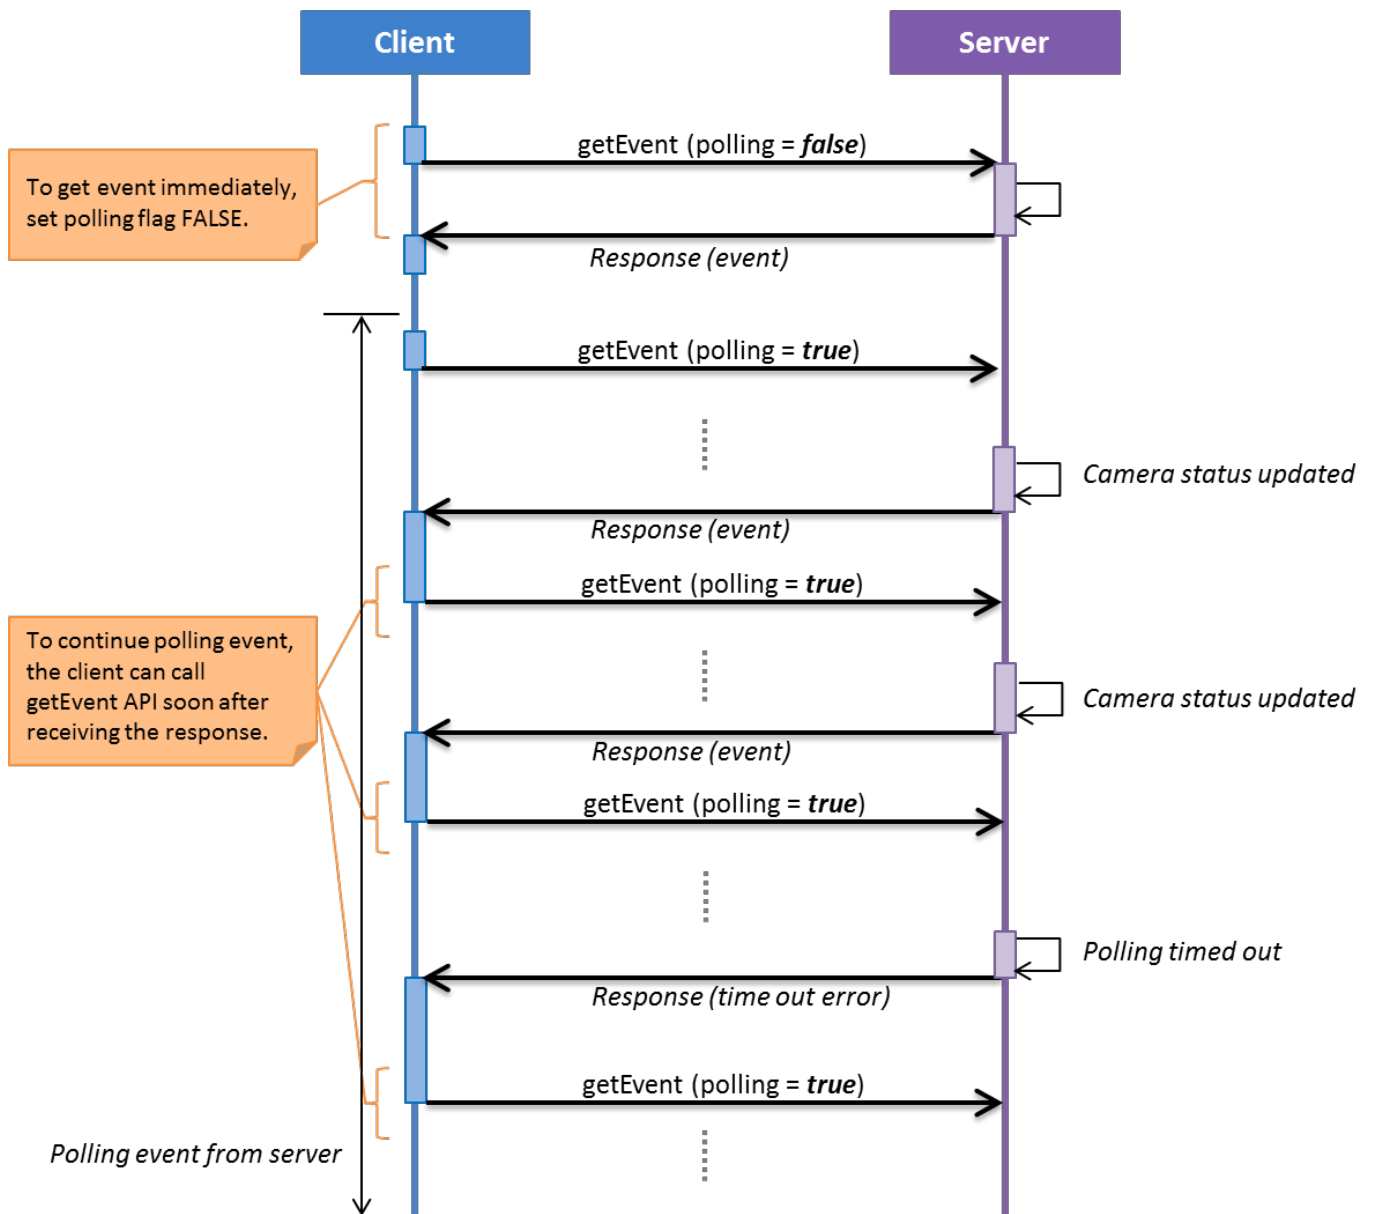 Client
Server
getEvent (polling = false)
To get event immediately,
set polling flag FALSE.
Response (event)
getEvent (polling = true)
Camera status updated
Response (event)
getEvent (polling = true)
To continue polling event,
the client can call
getEvent API soon after
receiving the response.
Camera status updated
Response (event)
getEvent (polling = true)
Polling timed out
Response (time out error)
getEvent (polling = true)
Polling event from server